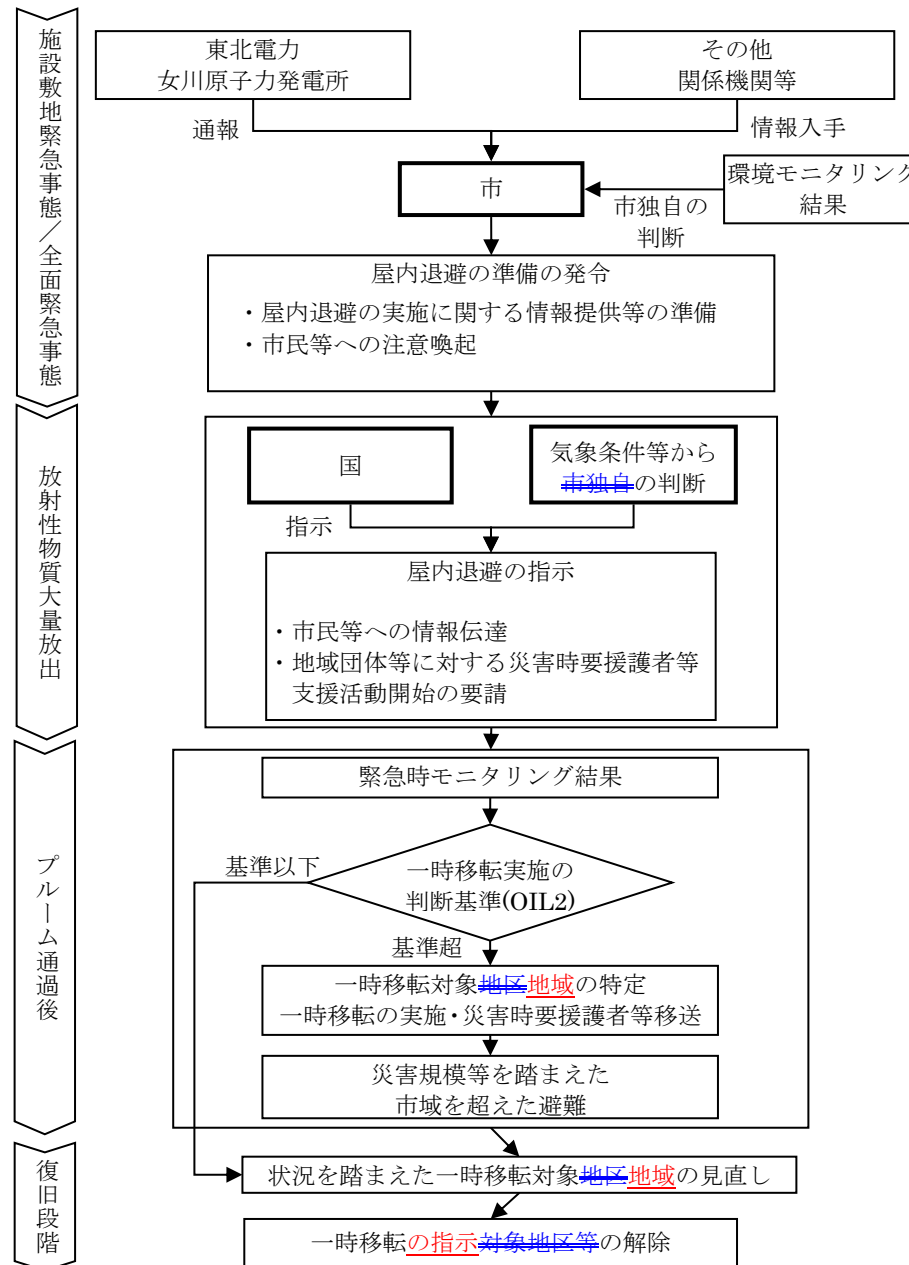 施設敷地緊急事態／全面緊急事態
東北電力
女川原子力発電所
その他
関係機関等
通報
情報入手
市
環境モニタリング
結果
市独自の
判断
屋内退避の準備の発令
・屋内退避の実施に関する情報提供等の準備
・市民等への注意喚起
放射性物質大量放出
国
気象条件等から
市独自の判断
指示
屋内退避の指示
・市民等への情報伝達
・地域団体等に対する災害時要援護者等
支援活動開始の要請
プルーム通過後
緊急時モニタリング結果
一時移転実施の
判断基準(OIL2)
基準以下
基準超
一時移転対象地区地域の特定
一時移転の実施・災害時要援護者等移送
災害規模等を踏まえた
市域を超えた避難
復旧段階
状況を踏まえた一時移転対象地区地域の見直し
一時移転の指示対象地区等の解除